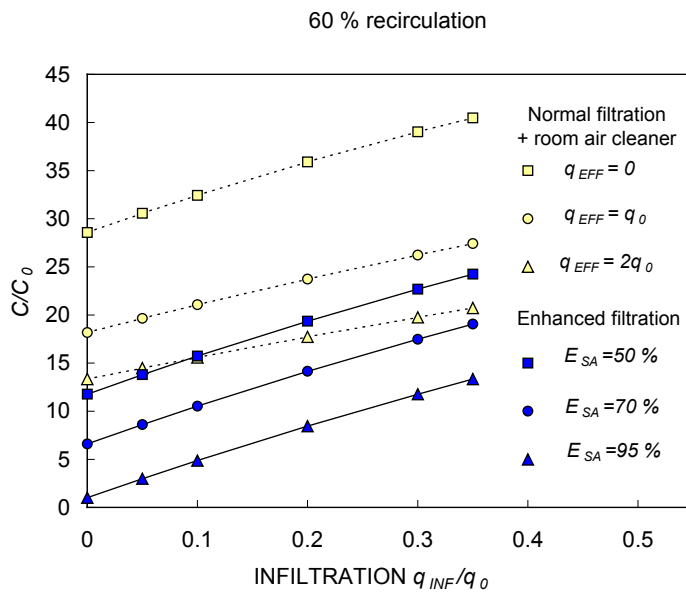 60 % recirculation
45
40
35
30
25
20
15
10
5
0
C/C0
0
0.1
0.2
0.3
0.4
0.5
INFILTRATION qINF/q0
Normal filtration
+ room air cleaner
qEFF = 0
qEFF = q0
qEFF = 2q0
Enhanced filtration
ESA =50 %
ESA =70 %
ESA =95 %